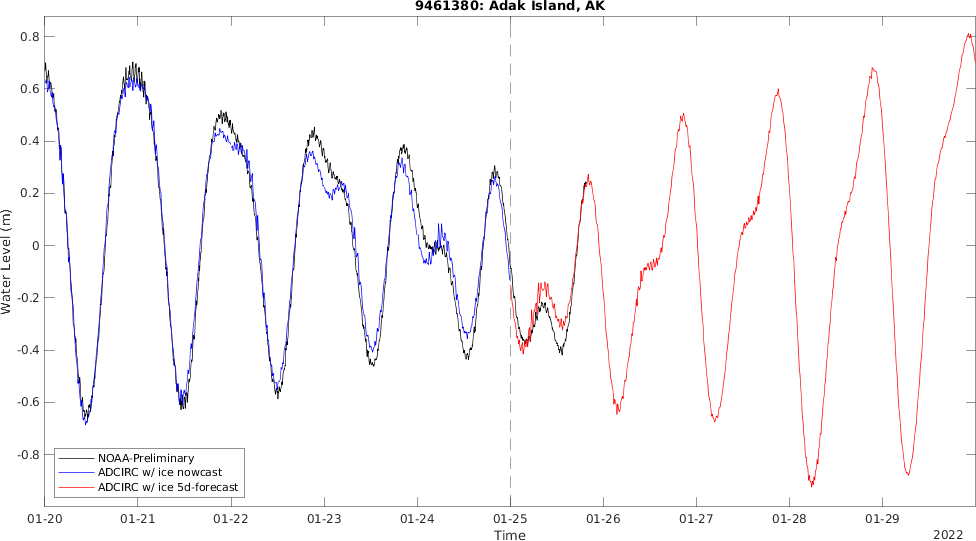 9461380: Adak Island, AK
Water Level (m)
0.8
0.6
0.4
0.2
0
-0.2
-0.4
-0.6
-0.8
NOAA-Preliminary
ADCIRC w/ ice nowcast
ADCIRC w/ ice 5d-forecast
01-20 01-21 01-22 01-23 01-24 01-25 01-26 01-27 01-28 01-29
Time
2022